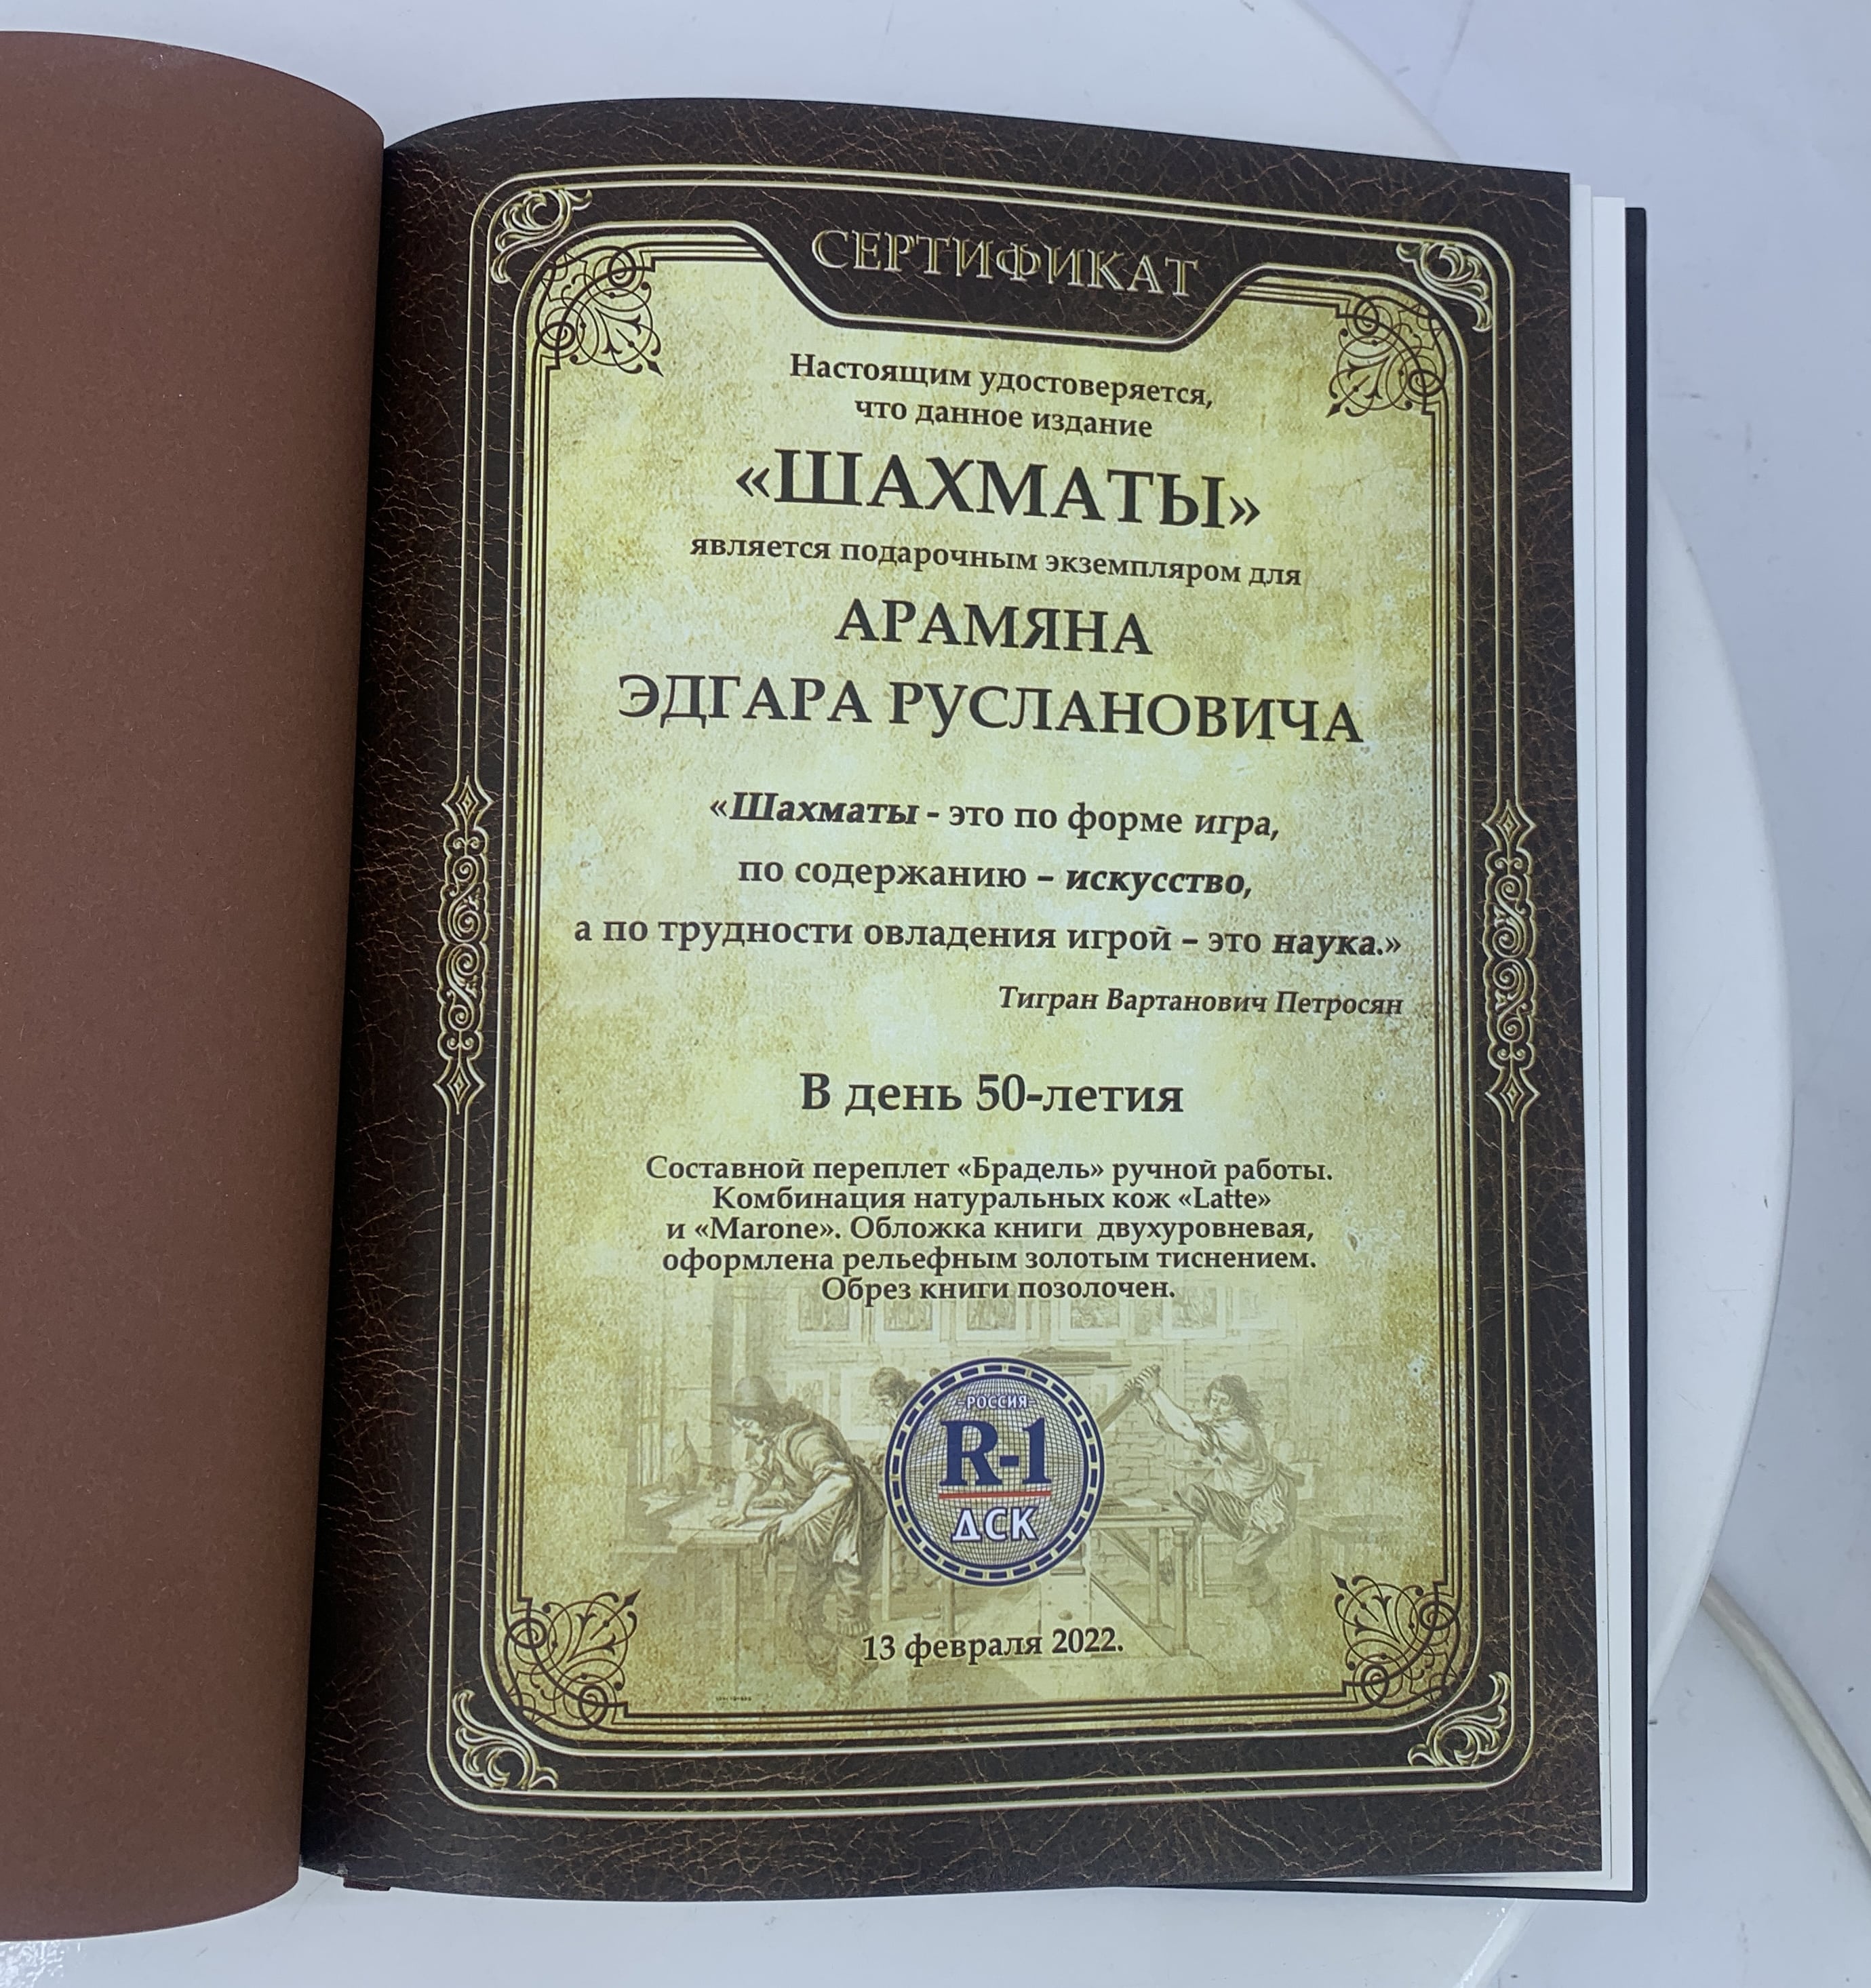 СЕРТИФИКАТ
Настоящим удостоверяется,
что данное издание
«ШАХМАТЫ»
является подарочным экземпляром для
АРАМЯНА
ЭДГАРА РУСЛАНОВИЧА
«Шахматы - это по форме игра,
по содержанию – искусство,
а по трудности овладения игрой – это наука.»
Тигран Вартанович Петросян
В день 50-летия
Составной переплет «Брадель» ручной работы.
Комбинация натуральных кож «Latte»
и «Marone». Обложка книги двухуровневая,
оформлена рельефным золотым тиснением.
Обрез книги позолочен.
РОССИЯ
R-1
ДСК
13 февраля 2022.